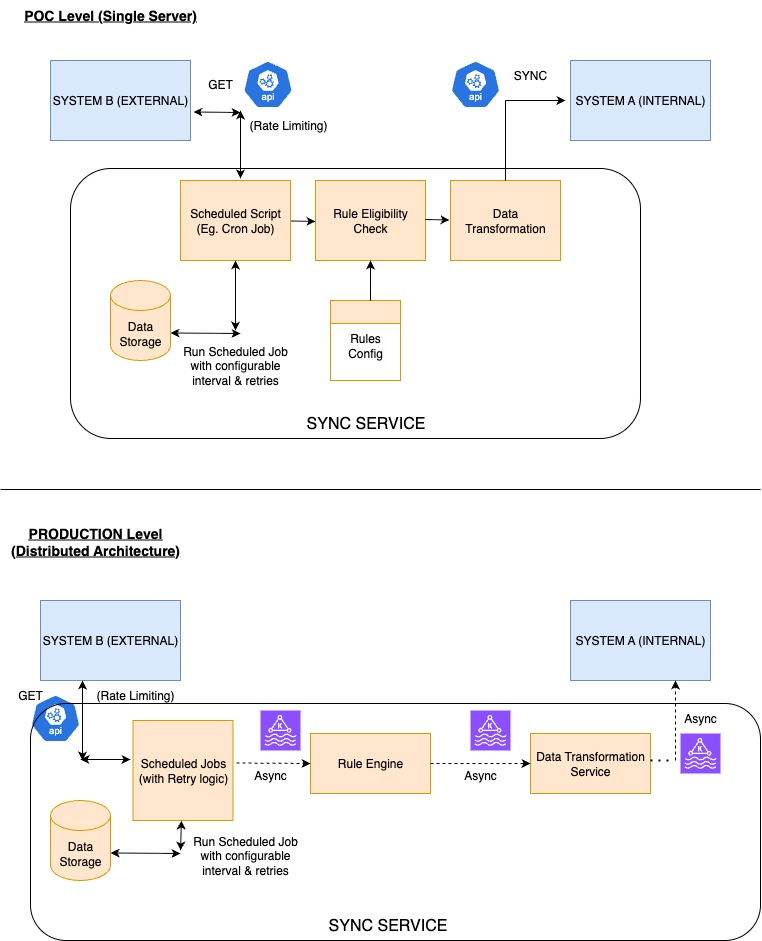 POC Level (Single Server)
SYSTEM B (EXTERNAL)
GET
api
(Rate Limiting)
api
SYNC
SYSTEM A (INTERNAL)
Scheduled Script
(Eg. Cron Job)
Rule Eligibility
Check
Data
Transformation
Data
Storage
Run Scheduled Job
with configurable
interval & retries
Rules
Config
SYNC SERVICE
PRODUCTION Level
(Distributed Architecture)
SYSTEM B (EXTERNAL)
SYSTEM A (INTERNAL)
GET
api
(Rate Limiting)
Scheduled Jobs
(with Retry logic)
K
Async
Rule Engine
K
Async
Data Transformation
Service
Async
K
Data
Storage
Run Scheduled Job
with configurable
interval & retries
SYNC SERVICE